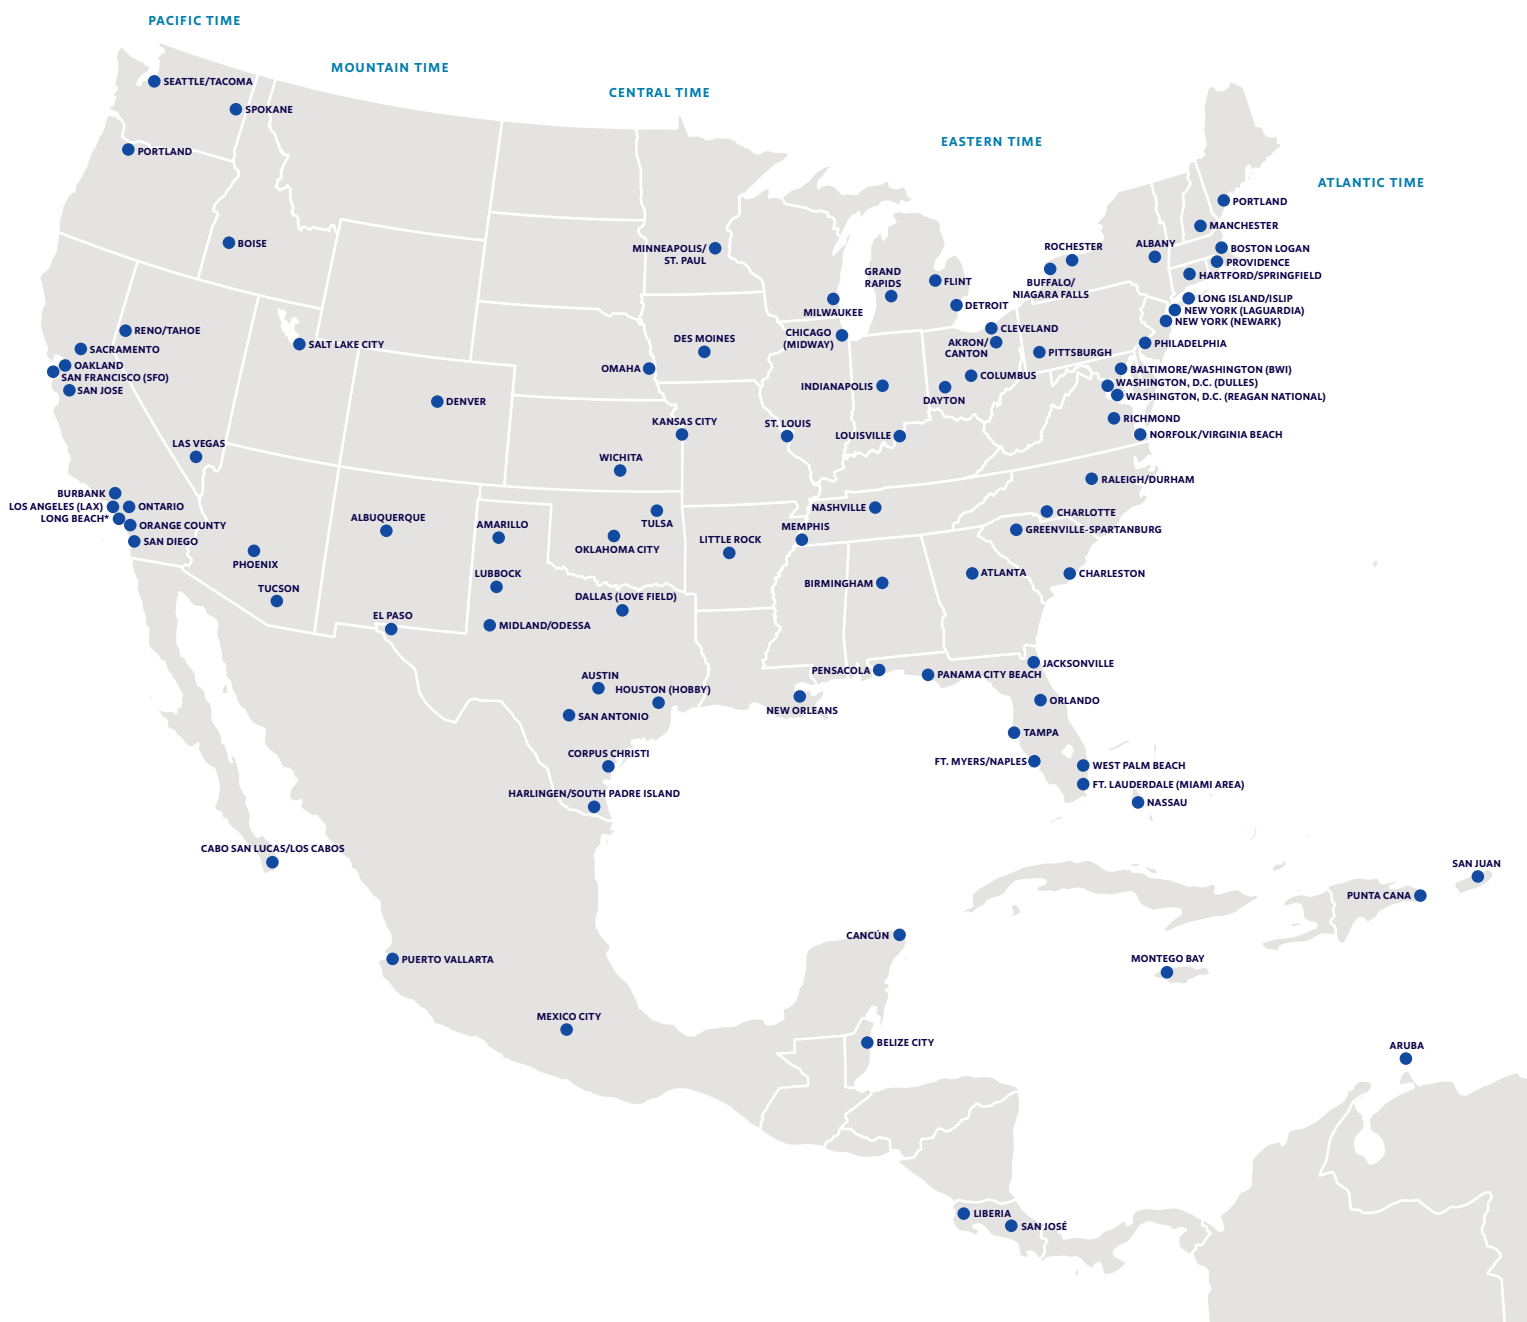 PACIFIC TIME
MOUNTAIN TIME
CENTRAL TIME
EASTERN TIME
ATLANTIC TIME
SEATTLE/TACOMA
SPOKANE
PORTLAND
BOISE
RENO/TAHOE
SACRAMENTO
OAKLAND
SAN FRANCISCO (SFO)
SAN JOSE
SALT LAKE CITY
DENVER
LAS VEGAS
BURBANK
LOS ANGELES (LAX)
ONTARIO
LONG BEACH*
ORANGE COUNTY
SAN DIEGO
PHOENIX
TUCSON
ALBUQUERQUE
EL PASO
AMARILLO
LUBBOCK
MIDLAND/ODESSA
MINNEAPOLIS/
ST. PAUL
DES MOINES
OMAHA
KANSAS CITY
WICHITA
TULSA
OKLAHOMA CITY
DALLAS (LOVE FIELD)
AUSTIN
HOUSTON (HOBBY)
SAN ANTONIO
CORPUS CHRISTI
HARLINGEN/SOUTH PADRE ISLAND
MILWAUKEE
CHICAGO
(MIDWAY)
ST. LOUIS
INDIANAPOLIS
LOUISVILLE
NASHVILLE
MEMPHIS
LITTLE ROCK
BIRMINGHAM
NEW ORLEANS
PENSACOLA
PANAMA CITY BEACH
GRAND
RAPIDS
FLINT
DETROIT
CLEVELAND
AKRON/
CANTON
COLUMBUS
DAYTON
PITTSBURGH
ROCHESTER
BUFFALO/
NIAGARA FALLS
ALBANY
PORTLAND
MANCHESTER
BOSTON LOGAN
PROVIDENCE
HARTFORD/SPRINGFIELD
LONG ISLAND/ISLIP
NEW YORK (LAGUARDIA)
NEW YORK (NEWARK)
PHILADELPHIA
BALTIMORE/WASHINGTON (BWI)
WASHINGTON, D.C. (DULLES)
WASHINGTON, D.C. (REAGAN NATIONAL)
RICHMOND
NORFOLK/VIRGINIA BEACH
RALEIGH/DURHAM
CHARLOTTE
GREENVILLE-SPARTANBURG
ATLANTA
CHARLESTON
JACKSONVILLE
ORLANDO
TAMPA
FT. MYERS/NAPLES
WEST PALM BEACH
FT. LAUDERDALE (MIAMI AREA)
NASSAU
CABO SAN LUCAS/LOS CABOS
PUERTO VALLARTA
MEXICO CITY
CANCÚN
BELIZE CITY
MONTEGO BAY
PUNTA CANA
SAN JUAN
ARUBA
LIBERIA
SAN JOSÉ